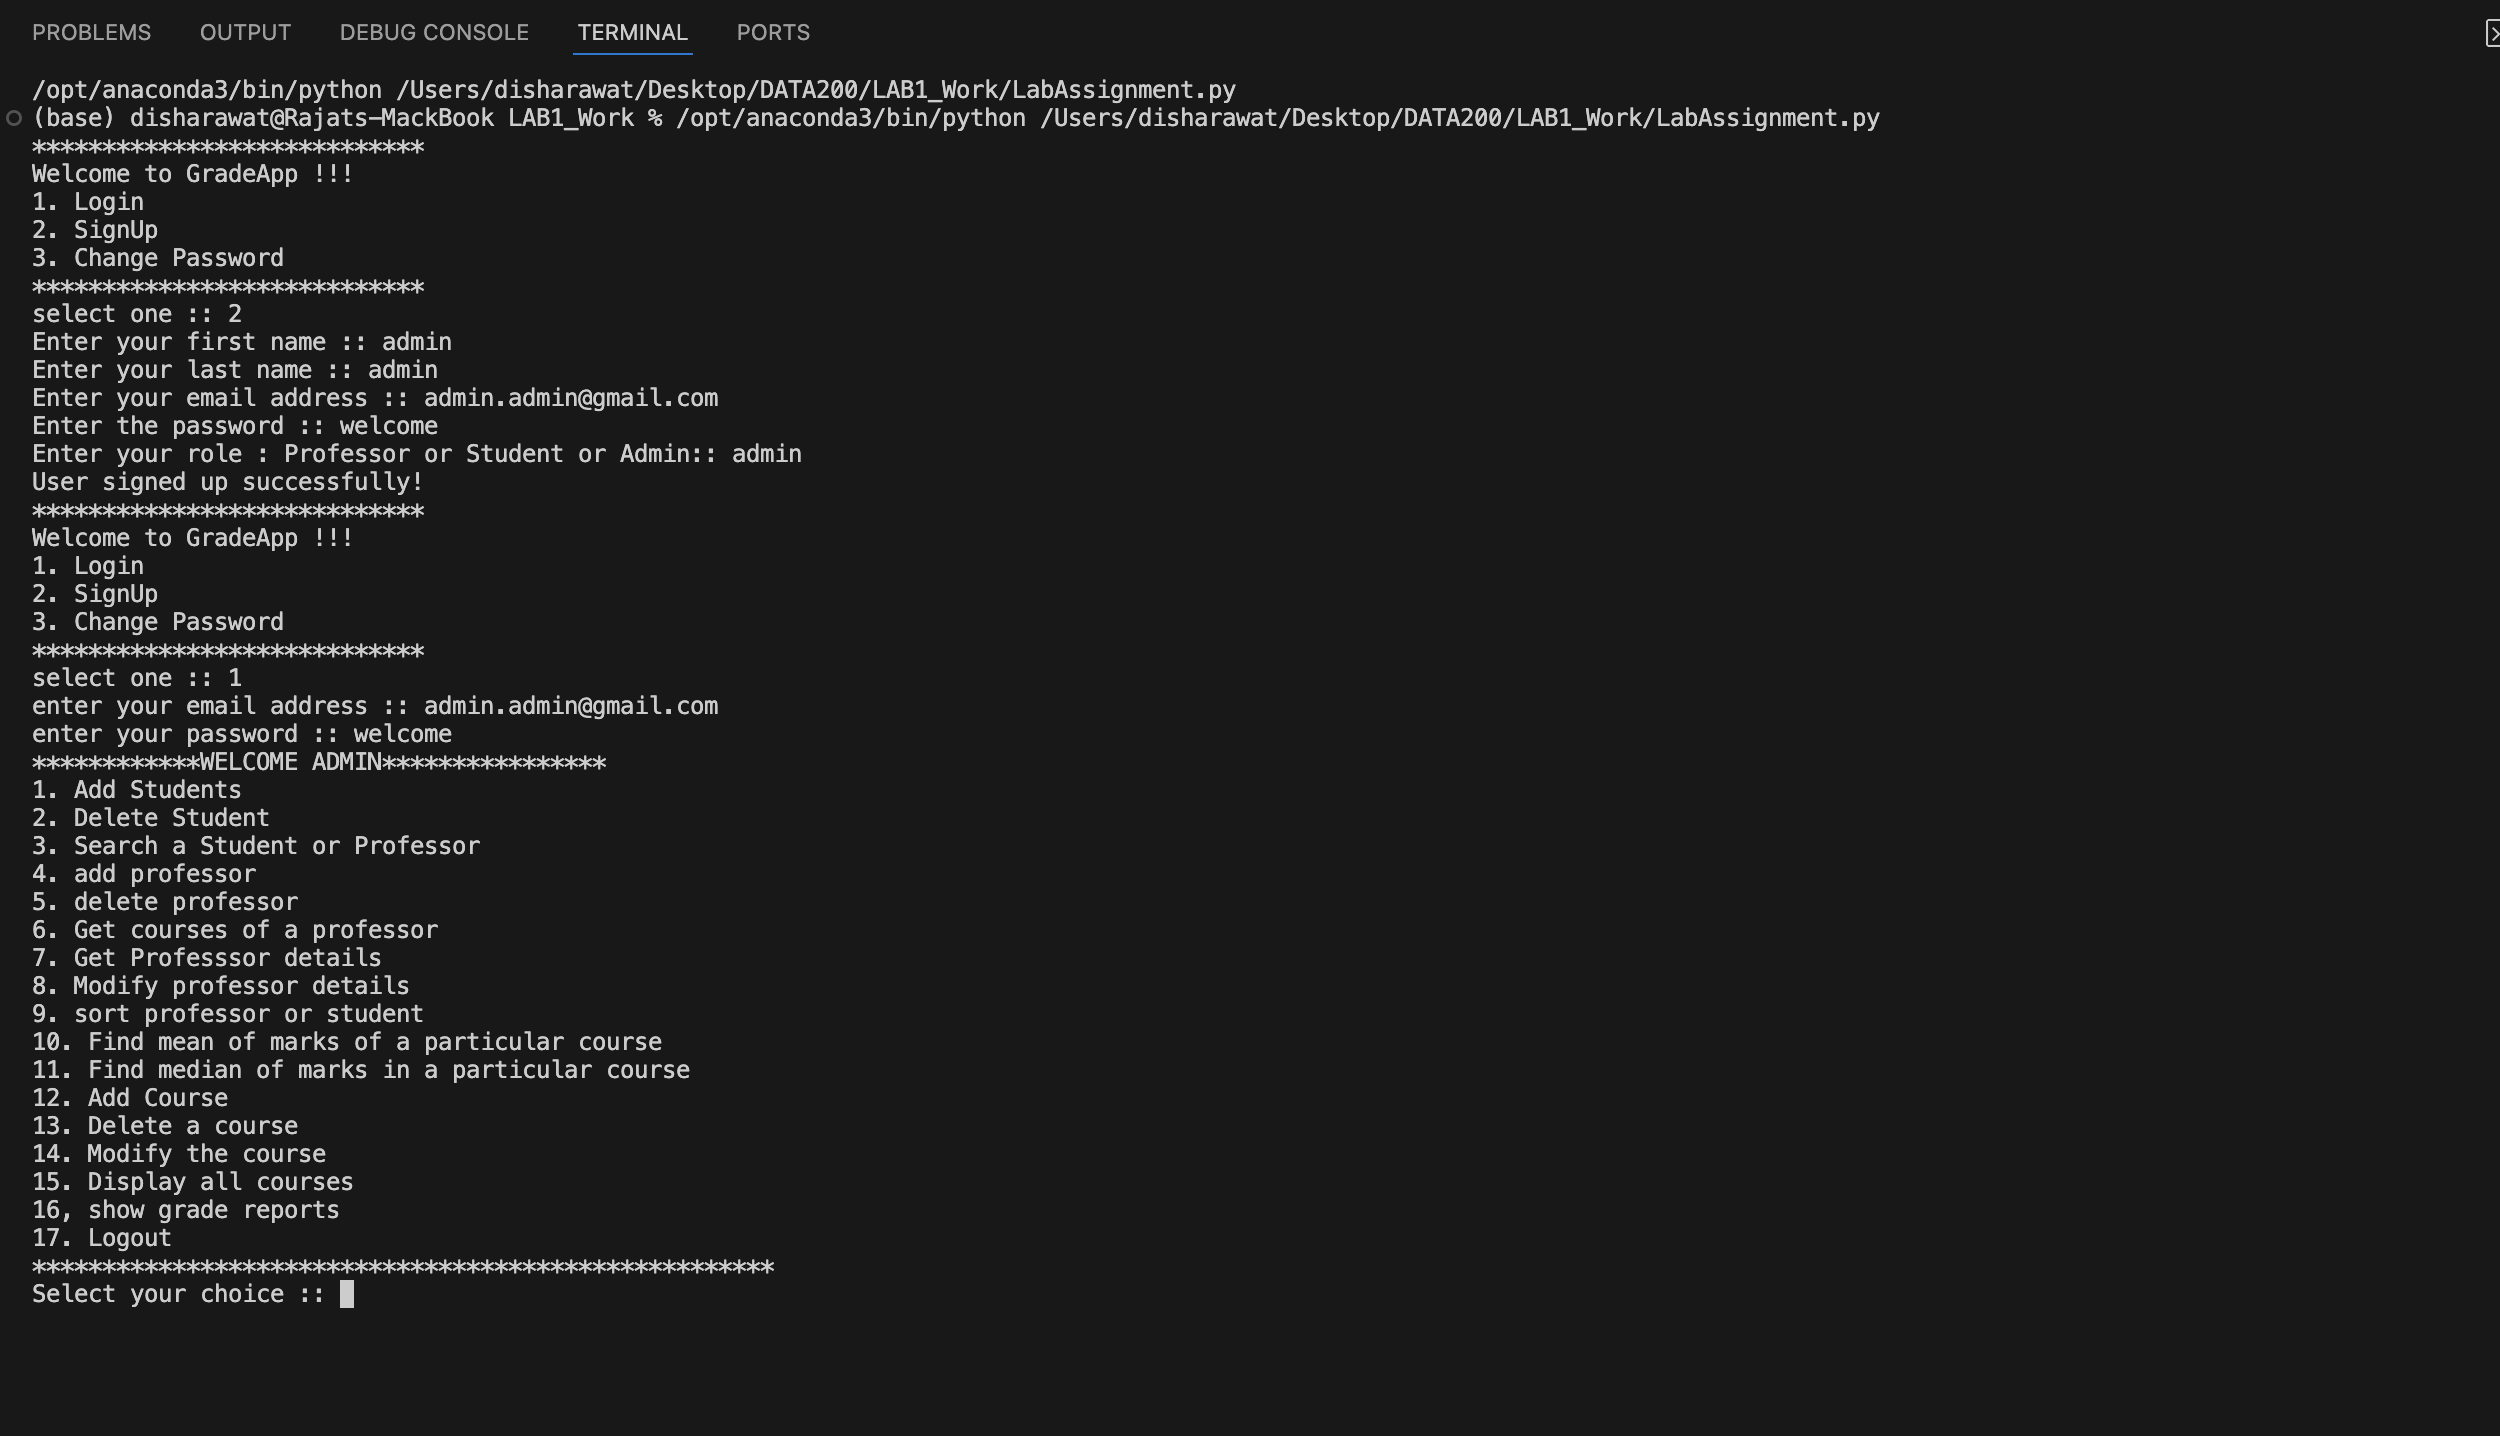 PROBLEMS OUTPUT DEBUG CONSOLE TERMINAL PORTS
/opt/anaconda3/bin/python /Users/disharawat/Desktop/DATA200/LAB1_Work/LabAssignment.py
(base) disharawat@Rajats-MackBook LAB1_Work % /opt/anaconda3/bin/python /Users/disharawat/Desktop/DATA200/LAB1_Work/LabAssignment.py
****************************
Welcome to GradeApp !!!
1. Login
2. SignUp
3. Change Password
****************************
select one :: 2
Enter your first name :: admin
Enter your last name :: admin
Enter your email address :: admin.admin@gmail.com
Enter the password :: welcome
Enter your role : Professor or Student or Admin:: admin
User signed up successfully!
****************************
Welcome to GradeApp !!!
1. Login
2. SignUp
3. Change Password
****************************
select one :: 1
enter your email address :: admin.admin@gmail.com
enter your password :: welcome
************WELCOME ADMIN****************
1. Add Students
2. Delete Student
3. Search a Student or Professor
4. add professor
5. delete professor
6. Get courses of a professor
7. Get Professsor details
8. Modify professor details
9. sort professor or student
10. Find mean of marks of a particular course
11. Find median of marks in a particular course
12. Add Course
13. Delete a course
14. Modify the course
15. Display all courses
16, show grade reports
17. Logout
*****************************************************
Select your choice ::